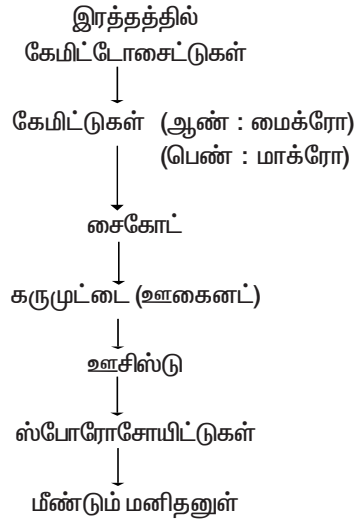 இரத்தத்தில்
கேமிட்டோசைட்டுகள்
கேமிட்டுகள் (ஆண் : மைக்ரோ)
(பெண் : மாக்ரோ)
சைகோட்
கருமுட்டை (ஊகைனட்)
ஊசிஸ்டு
ஸ்போரோசோயிட்டுகள்
மீண்டும் மனிதனுள்